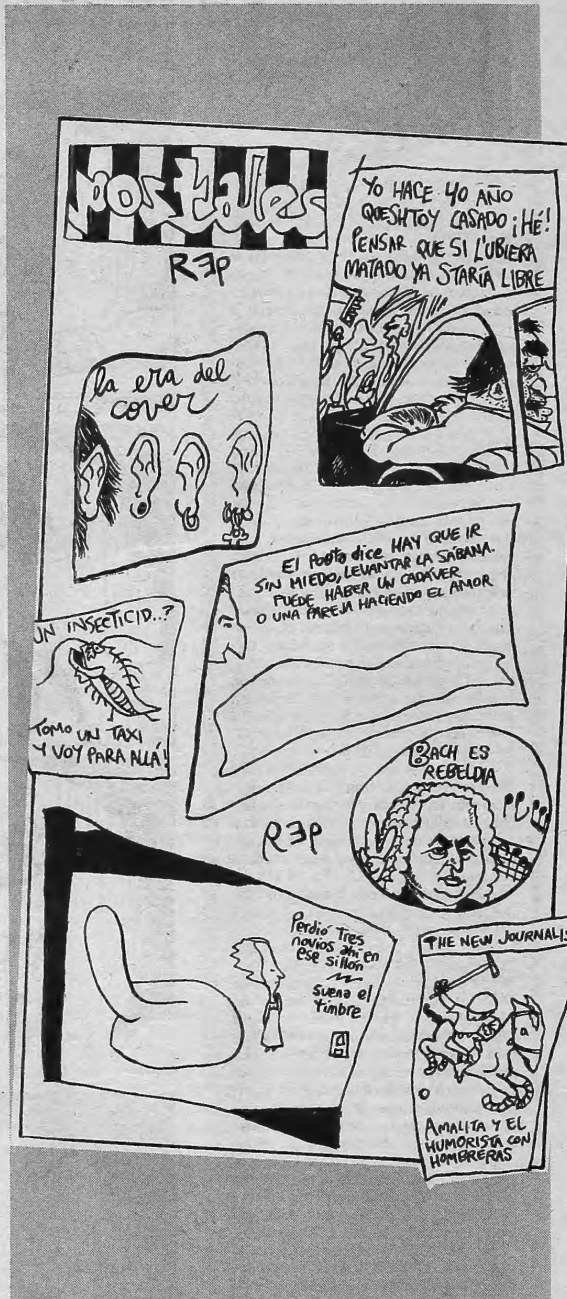 postales
REP
YO HACE 40 AÑO
QUESHTOY CASADO ¡HÉ!
PENSAR QUE SI L'UBIERA
MATADO YA STARÍA LIBRE
la era del
cover
El Poeta dice HAY QUE IR
SIN MIEDO, LEVANTAR LA SÁBANA.
PUEDE HABER UN CADÁVER
O UNA PAREJA HACIENDO EL AMOR
UN INSECTICID..?
TOMO UN TAXI
Y VOY PARA ALLÁ!
BACH ES
REBELDIA
REP
Perdió tres
novios ahí en
ese sillón
suena el
timbre
THE NEW JOURNALIS
AMALITA Y EL
HUMORISTA CON
HOMBRERAS